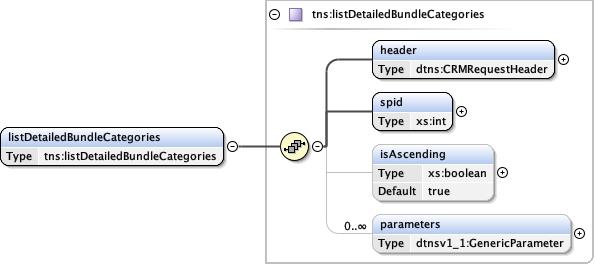 tns:listDetailedBundleCategories
header
Type dtns:CRMRequestHeader
spid
Type xs:int
listDetailedBundleCategories
Type tns:listDetailedBundleCategories
isAscending
Type xs:boolean
Default true
0..∞
parameters
Type dtnsv1_1:GenericParameter